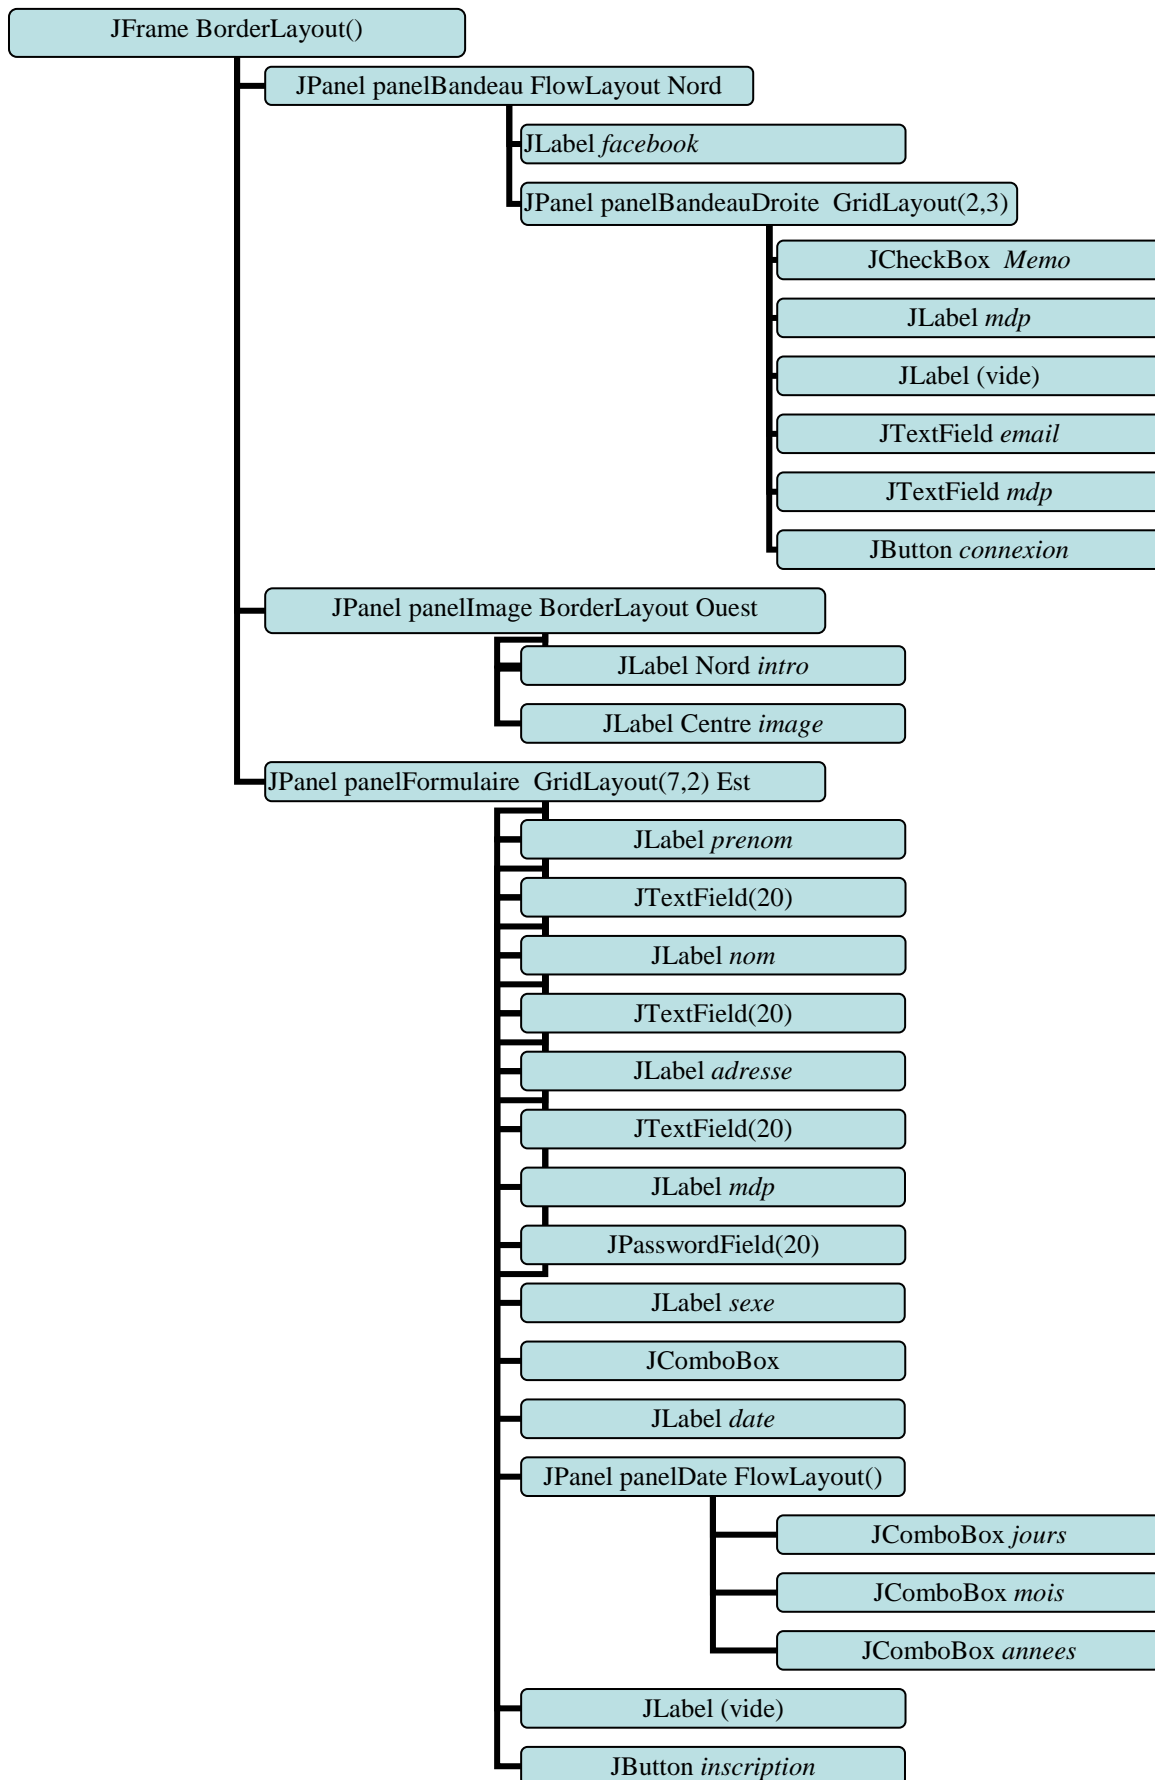 JFrame BorderLayout()
JPanel panelBandeau FlowLayout Nord
JLabel facebook
JPanel panelBandeauDroite  GridLayout(2,3)
JCheckBox  Memo
JLabel mdp
JLabel (vide)
JTextField email
JTextField mdp
JButton connexion
JPanel panelImage BorderLayout Ouest
JLabel Nord intro
JLabel Centre image
JPanel panelFormulaire  GridLayout(7,2) Est
JLabel prenom
JTextField(20)
JLabel nom
JTextField(20)
JLabel adresse
JTextField(20)
JLabel mdp
JPasswordField(20)
JLabel sexe
JComboBox
JLabel date
JPanel panelDate FlowLayout()
JComboBox jours
JComboBox mois
JComboBox annees
JLabel (vide)
JButton inscription